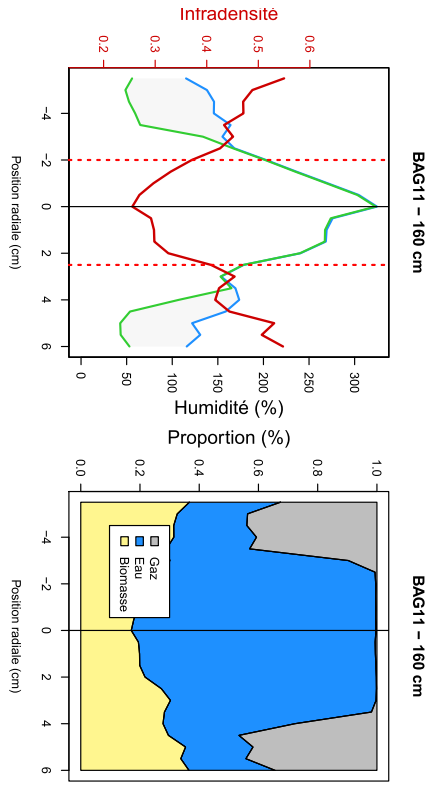 BAG11 − 160 cm
Infradensité
0.2 0.3 0.4 0.5 0.6
−4 −2 0 2 4 6
Position radiale (cm)
0 50 100 150 200 250 300
Humidité (%)
BAG11 − 160 cm
Proportion (%)
0.0 0.2 0.4 0.6 0.8 1.0
−4 −2 0 2 4 6
Position radiale (cm)
Gaz
Eau
Biomasse